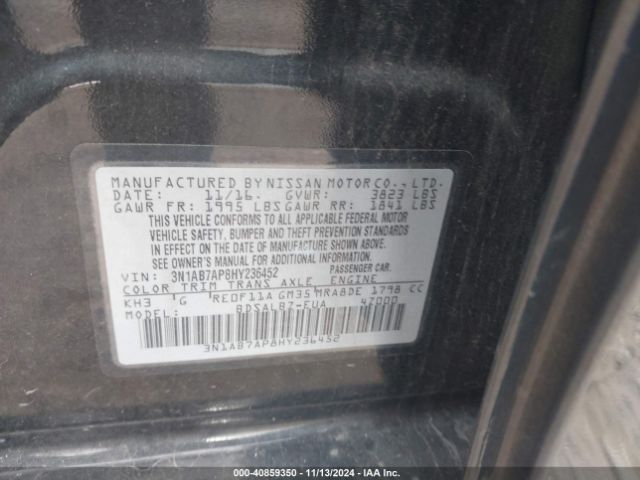 MANUFACTURED BY NISSAN MOTOR CO., LTD.
DATE: 11/16. GVWR: 3823 LBS
GAWR FR: 1995 LBS GAWR RR: 1841 LBS
THIS VEHICLE CONFORMS TO ALL APPLICABLE FEDERAL MOTOR
VEHICLE SAFETY, BUMPER AND THEFT PREVENTION STANDARDS
IN EFFECT ON THE DATE OF MANUFACTURE SHOWN ABOVE.
SEE OWNER'S MANUAL FOR ADDITIONAL INFORMATION.
VIN: 3N1AB7AP8HY236452 PASSENGER CAR.
COLOR TRIM TRANS AXLE ENGINE
KH3 'G 'RE0F11A GM35'MRA8DE 1798 CC
MODEL: BDSALB7-EUA 42000
3N1AB7AP8HY236452
000-40859350 | 11/13/2024 | IAA Inc.